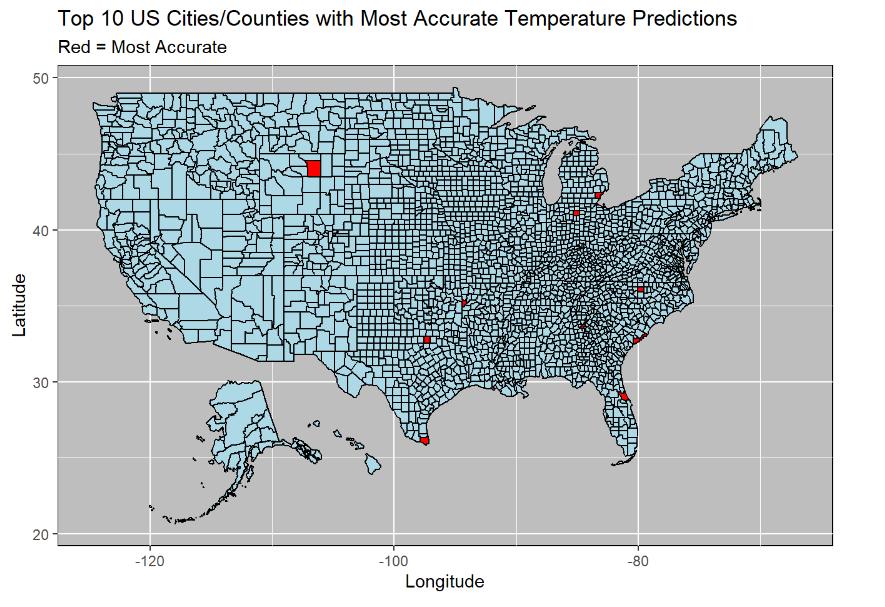 Top 10 US Cities/Counties with Most Accurate Temperature Predictions
Red = Most Accurate
50
40
30
20
Latitude
-120
-100
-80
Longitude